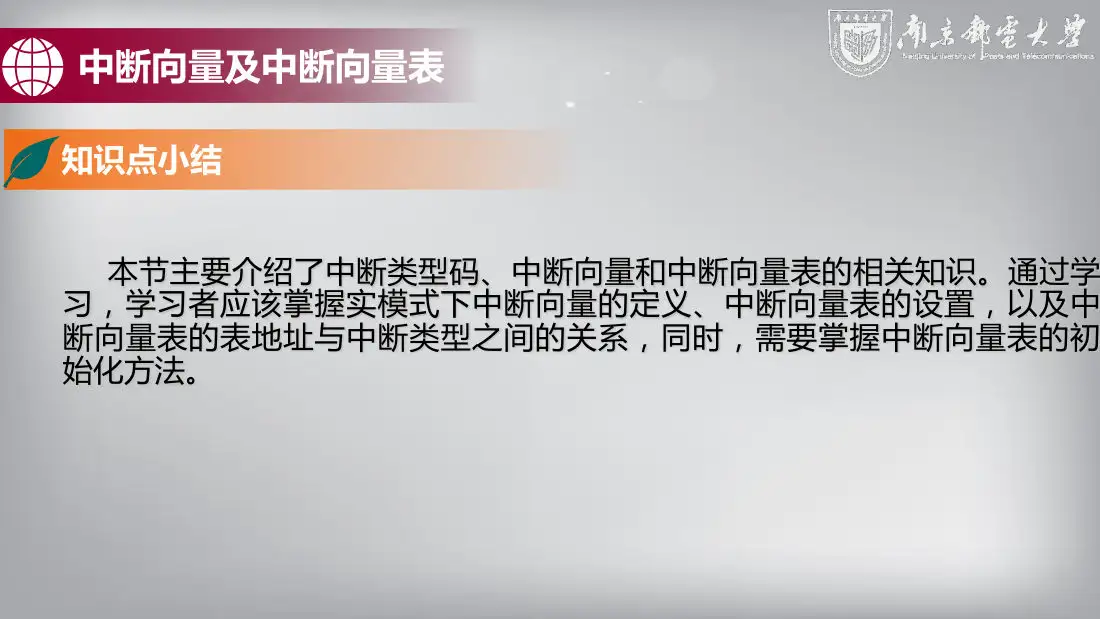 中断向量及中断向量表
南京邮电大学
Nanjing University of Posts and Telecommunications
知识点小结
本节主要介绍了中断类型码、中断向量和中断向量表的相关知识。通过学
习，学习者应该掌握实模式下中断向量的定义、中断向量表的设置，以及中
断向量表的表地址与中断类型之间的关系，同时，需要掌握中断向量表的初
始化方法。